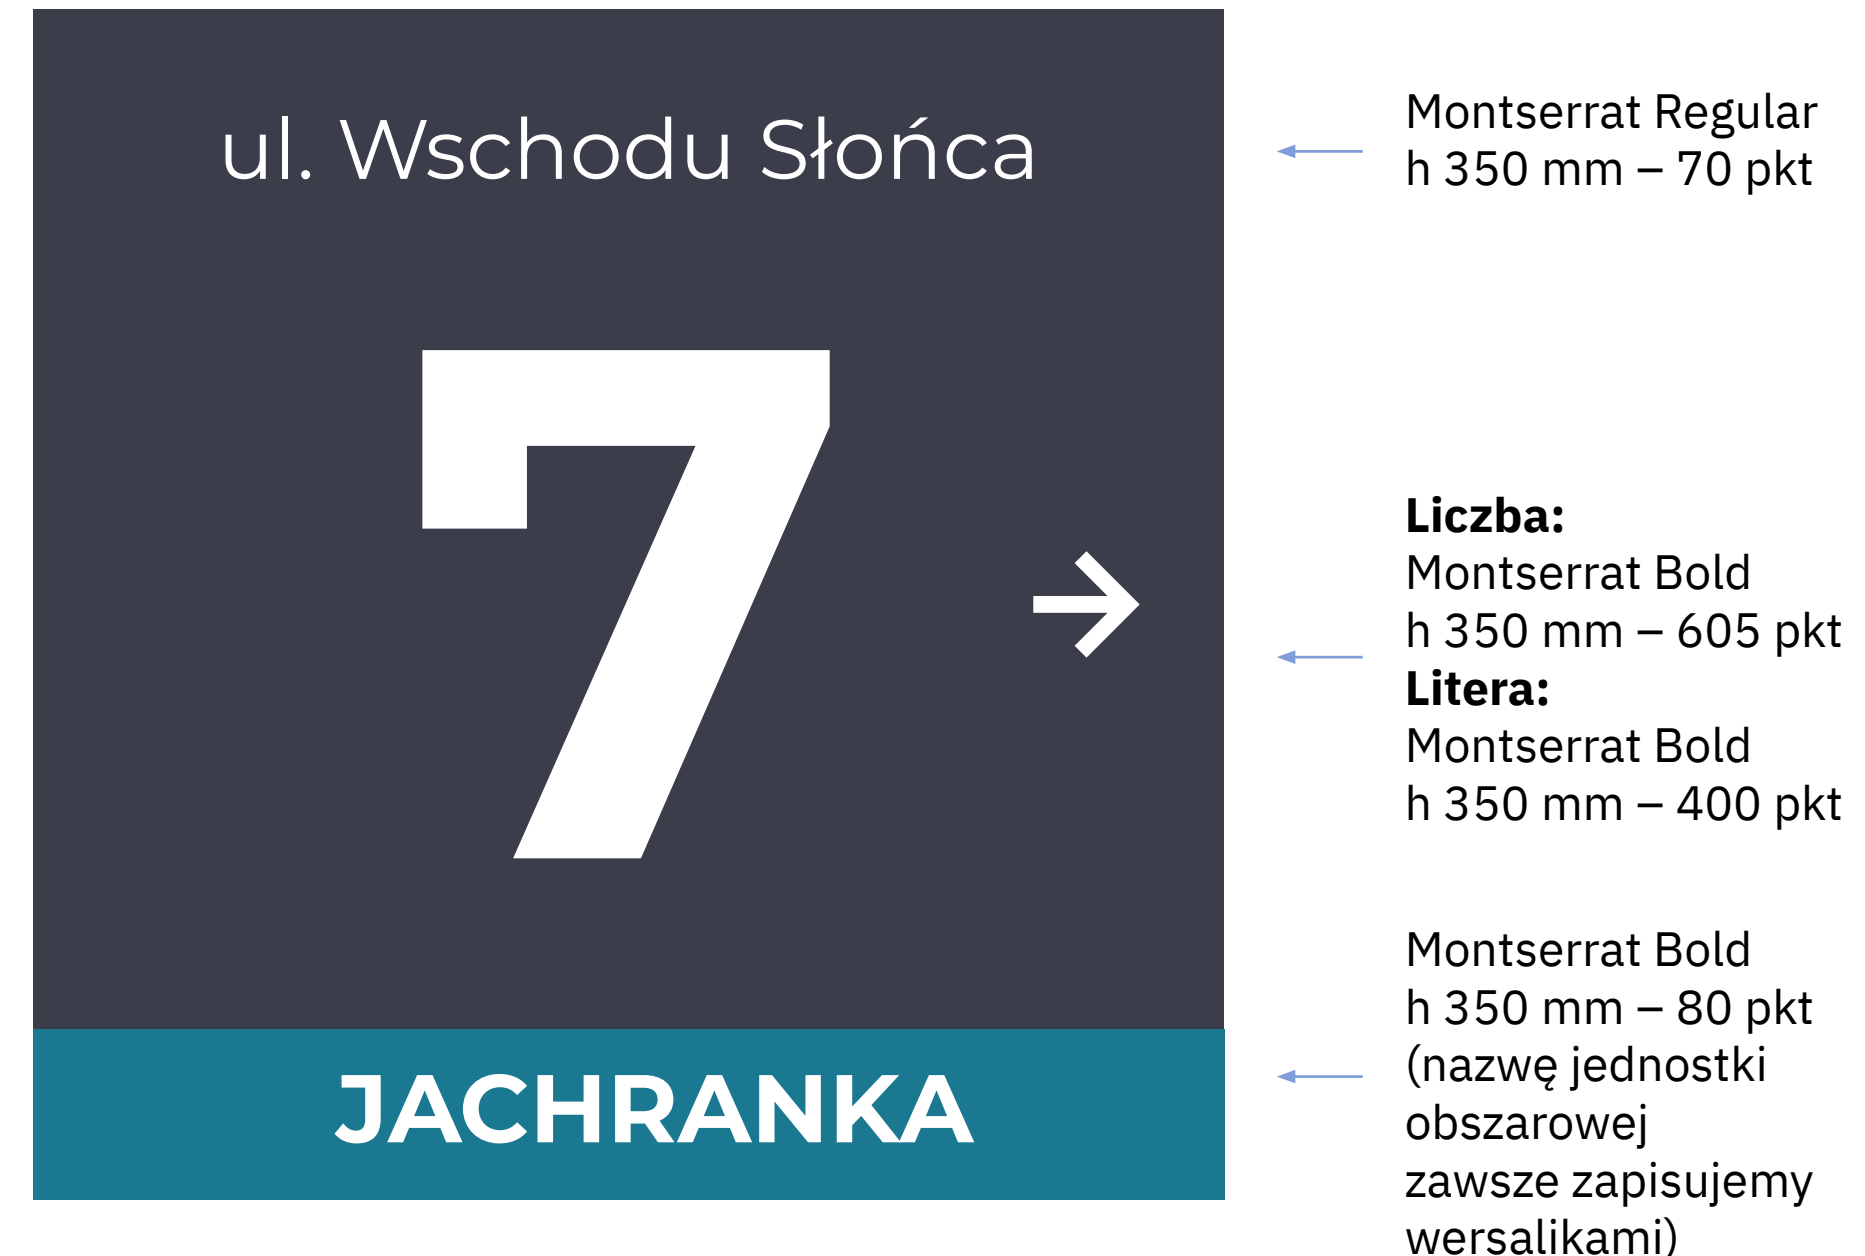 ul. Wschodu Słońca
7
JACHRANKA
Montserrat Regular
h 350 mm – 70 pkt
Liczba:
Montserrat Bold
h 350 mm – 605 pkt
Litera:
Montserrat Bold
h 350 mm – 400 pkt
Montserrat Bold
h 350 mm – 80 pkt
(nazwę jednostki
obszarowej
zawsze zapisujemy
wersalikami)